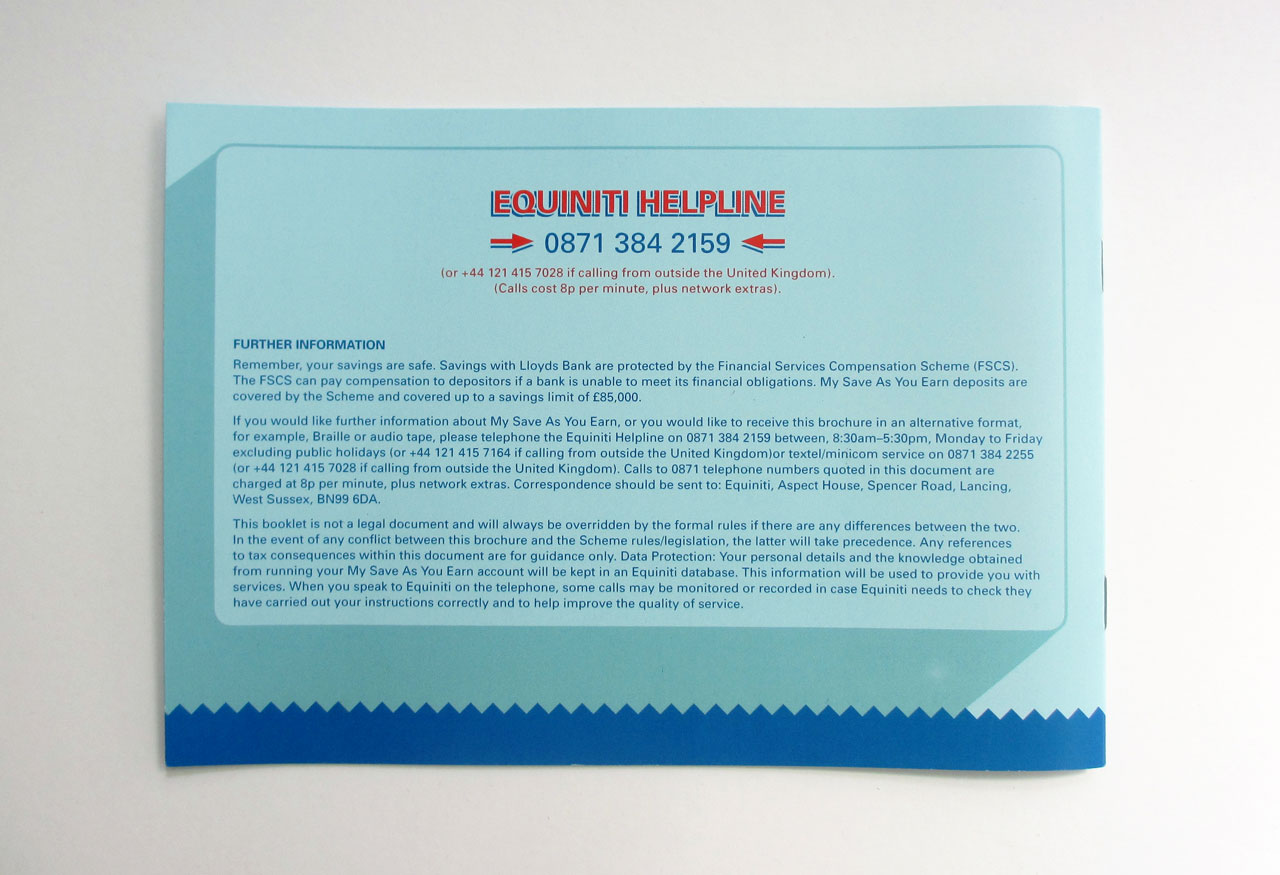 EQUINITI HELPLINE
0871 384 2159
(or +44 121 415 7028 if calling from outside the United Kingdom).
(Calls cost 8p per minute, plus network extras).
FURTHER INFORMATION
Remember, your savings are safe. Savings with Lloyds Bank are protected by the Financial Services Compensation Scheme (FSCS).
The FSCS can pay compensation to depositors if a bank is unable to meet its financial obligations. My Save As You Earn deposits are
covered by the Scheme and covered up to a savings limit of £85,000.
If you would like further information about My Save As You Earn, or you would like to receive this brochure in an alternative format,
for example, Braille or audio tape, please telephone the Equiniti Helpline on 0871 384 2159 between, 8:30am–5:30pm, Monday to Friday
excluding public holidays (or +44 121 415 7164 if calling from outside the United Kingdom)or textel/minicom service on 0871 384 2255
(or +44 121 415 7028 if calling from outside the United Kingdom). Calls to 0871 telephone numbers quoted in this document are
charged at 8p per minute, plus network extras. Correspondence should be sent to: Equiniti, Aspect House, Spencer Road, Lancing,
West Sussex, BN99 6DA.
This booklet is not a legal document and will always be overridden by the formal rules if there are any differences between the two.
In the event of any conflict between this brochure and the Scheme rules/legislation, the latter will take precedence. Any references
to tax consequences within this document are for guidance only. Data Protection: Your personal details and the knowledge obtained
from running your My Save As You Earn account will be kept in an Equiniti database. This information will be used to provide you with
services. When you speak to Equiniti on the telephone, some calls may be monitored or recorded in case Equiniti needs to check they
have carried out your instructions correctly and to help improve the quality of service.